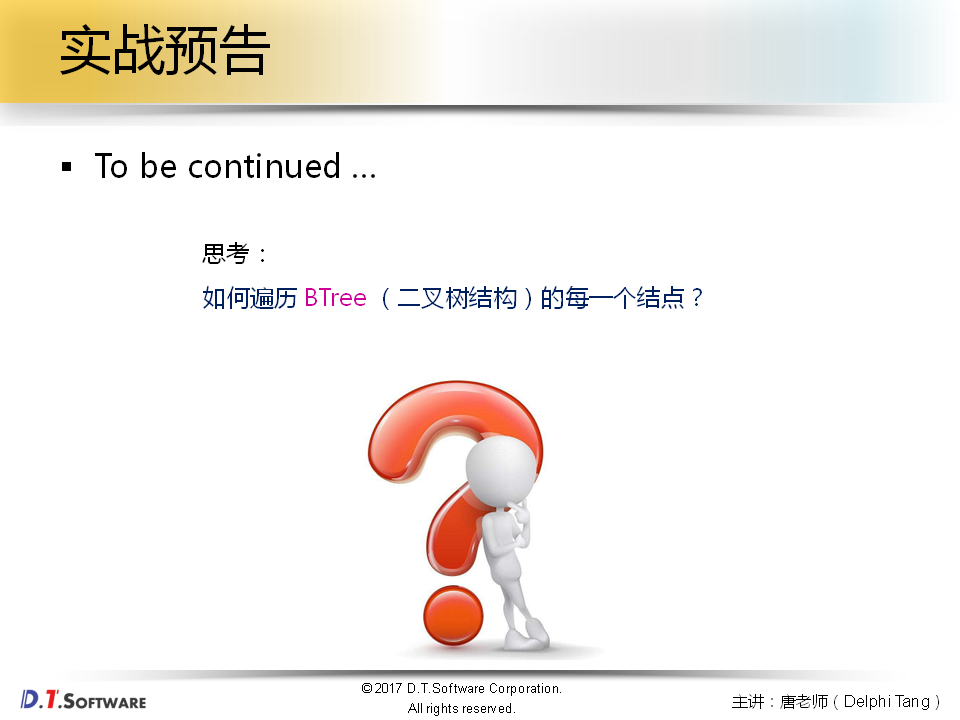 实战预告
▪ To be continued ...
思考：
如何遍历 BTree （二叉树结构）的每一个结点？
D.T.SOFTWARE
©2017 D.T.Software Corporation.
All rights reserved.
主讲：唐老师（Delphi Tang）